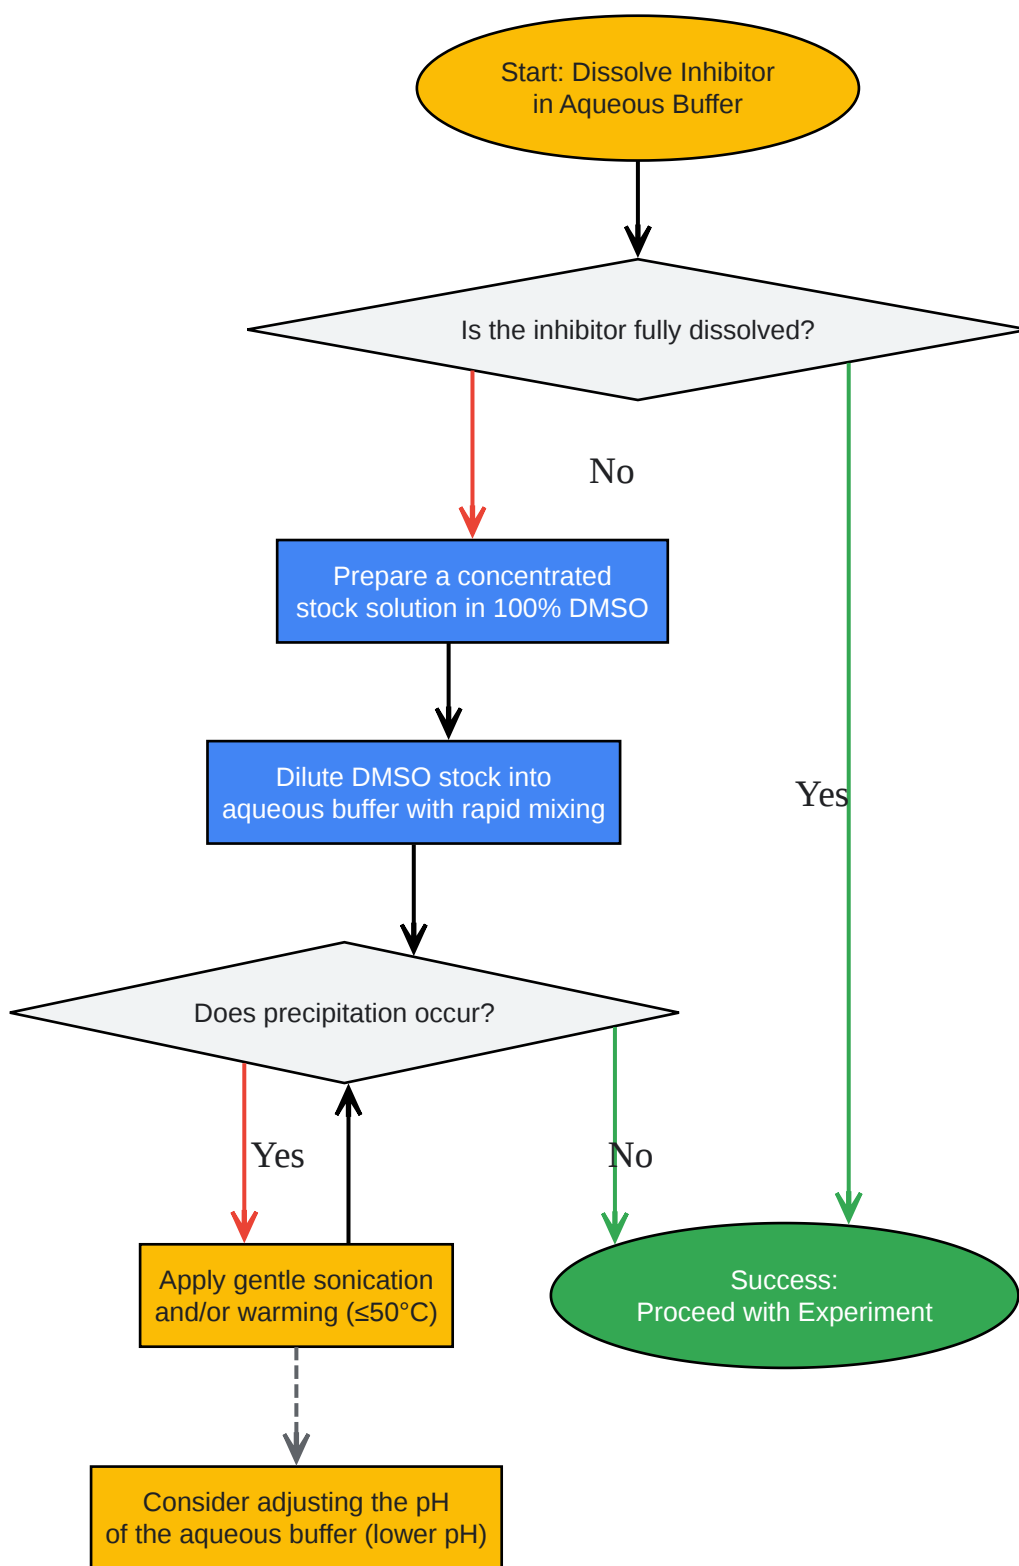 Start: Dissolve Inhibitor
in Aqueous Buffer
Is the inhibitor fully dissolved?
No
Prepare a concentrated
stock solution in 100% DMSO
Dilute DMSO stock into
aqueous buffer with rapid mixing
Yes
Does precipitation occur?
Yes
No
Apply gentle sonication
and/or warming (≤50°C)
Success:
Proceed with Experiment
Consider adjusting the pH
of the aqueous buffer (lower pH)